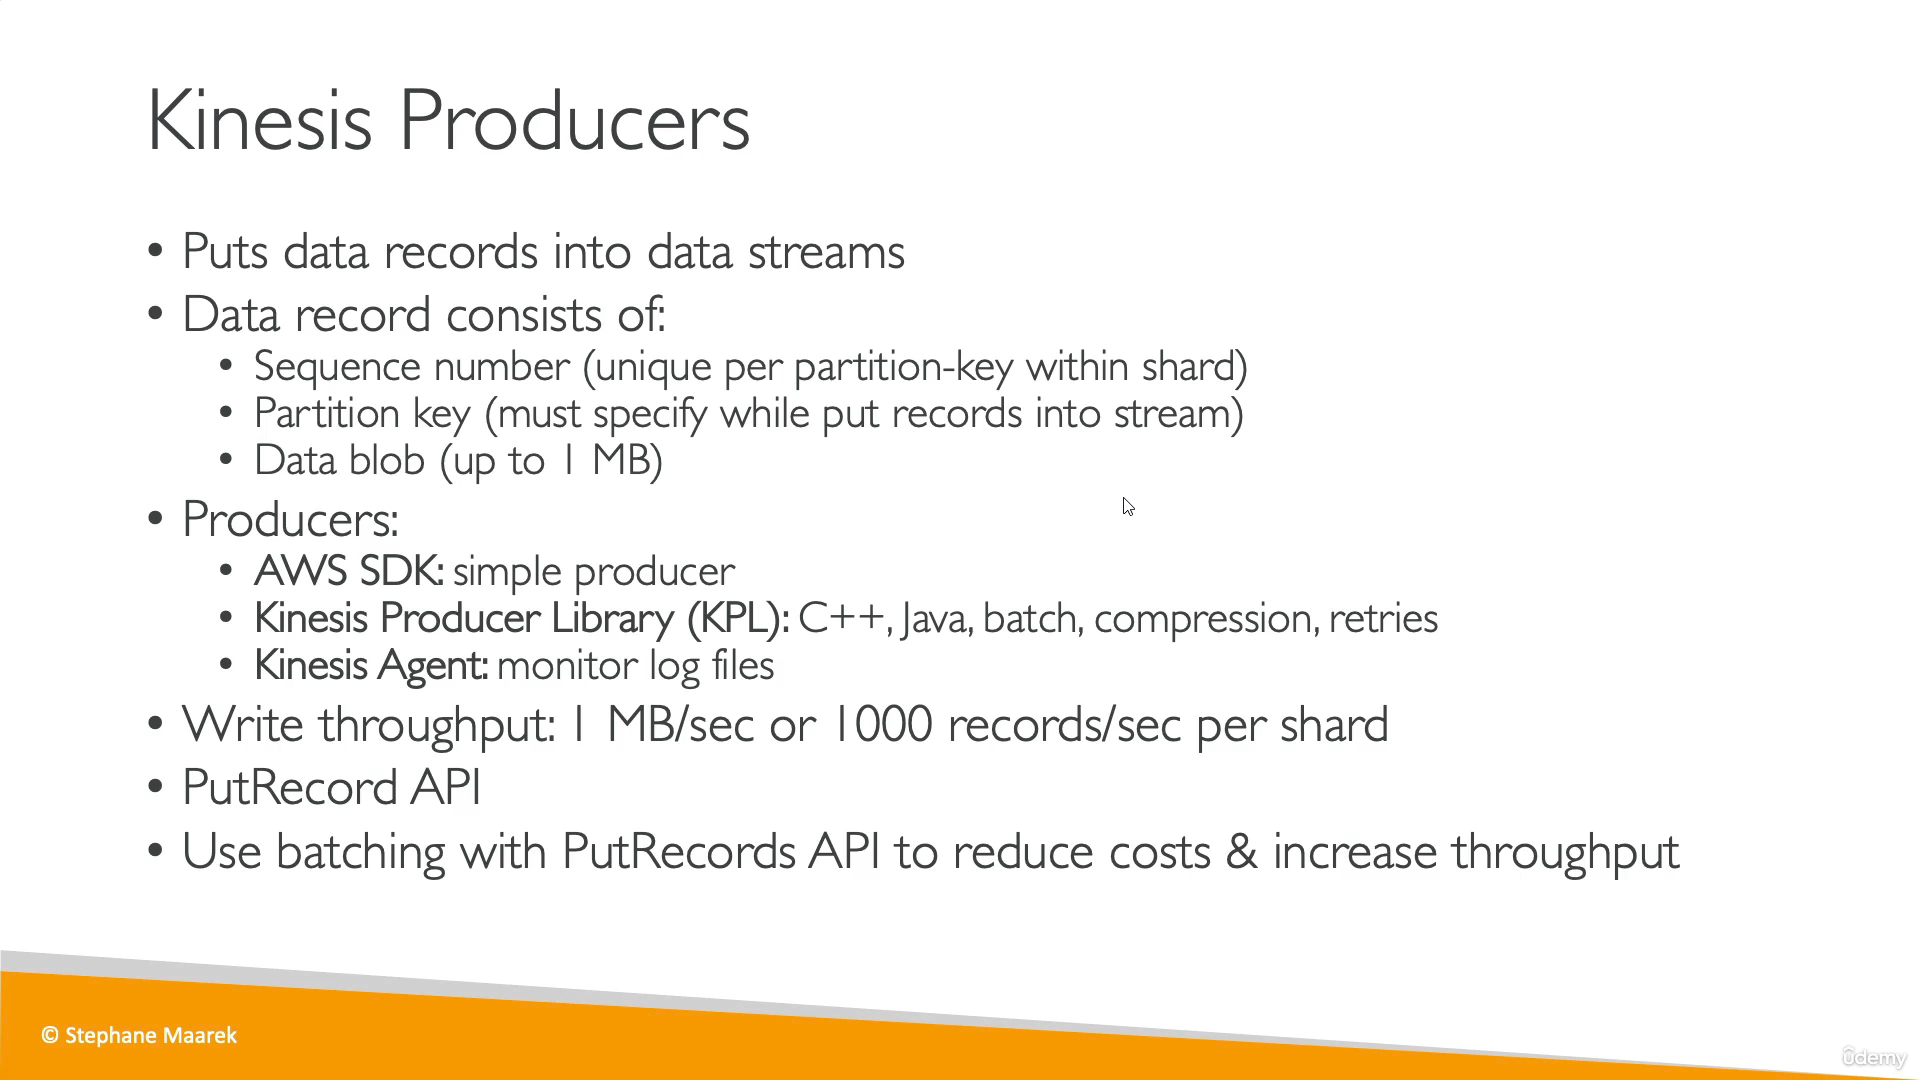 Kinesis Producers
• Puts data records into data streams
• Data record consists of:
• Sequence number (unique per partition-key within shard)
• Partition key (must specify while put records into stream)
• Data blob (up to 1 MB)
• Producers:
• AWS SDK: simple producer
• Kinesis Producer Library (KPL): C++, Java, batch, compression, retries
• Kinesis Agent: monitor log files
• Write throughput: 1 MB/sec or 1000 records/sec per shard
• PutRecord API
• Use batching with PutRecords API to reduce costs & increase throughput
© Stephane Maarek
ûdemy